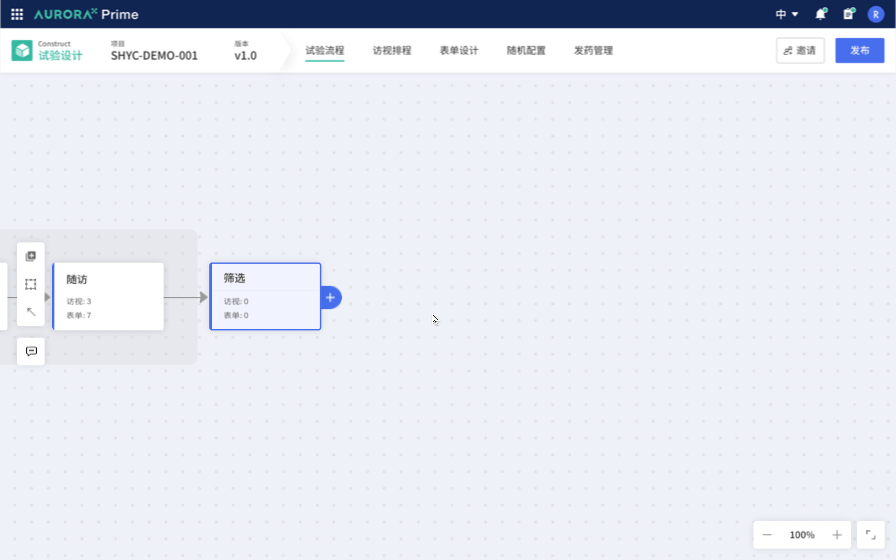 AURORA Prime
中
R
Construct
试验设计
项目
SHYC-DEMO-001
版本
v1.0
试验流程
访视排程
表单设计
随机配置
发药管理
邀请
发布
随访
访视: 3
表单: 7
筛选
访视: 0
表单: 0
100%